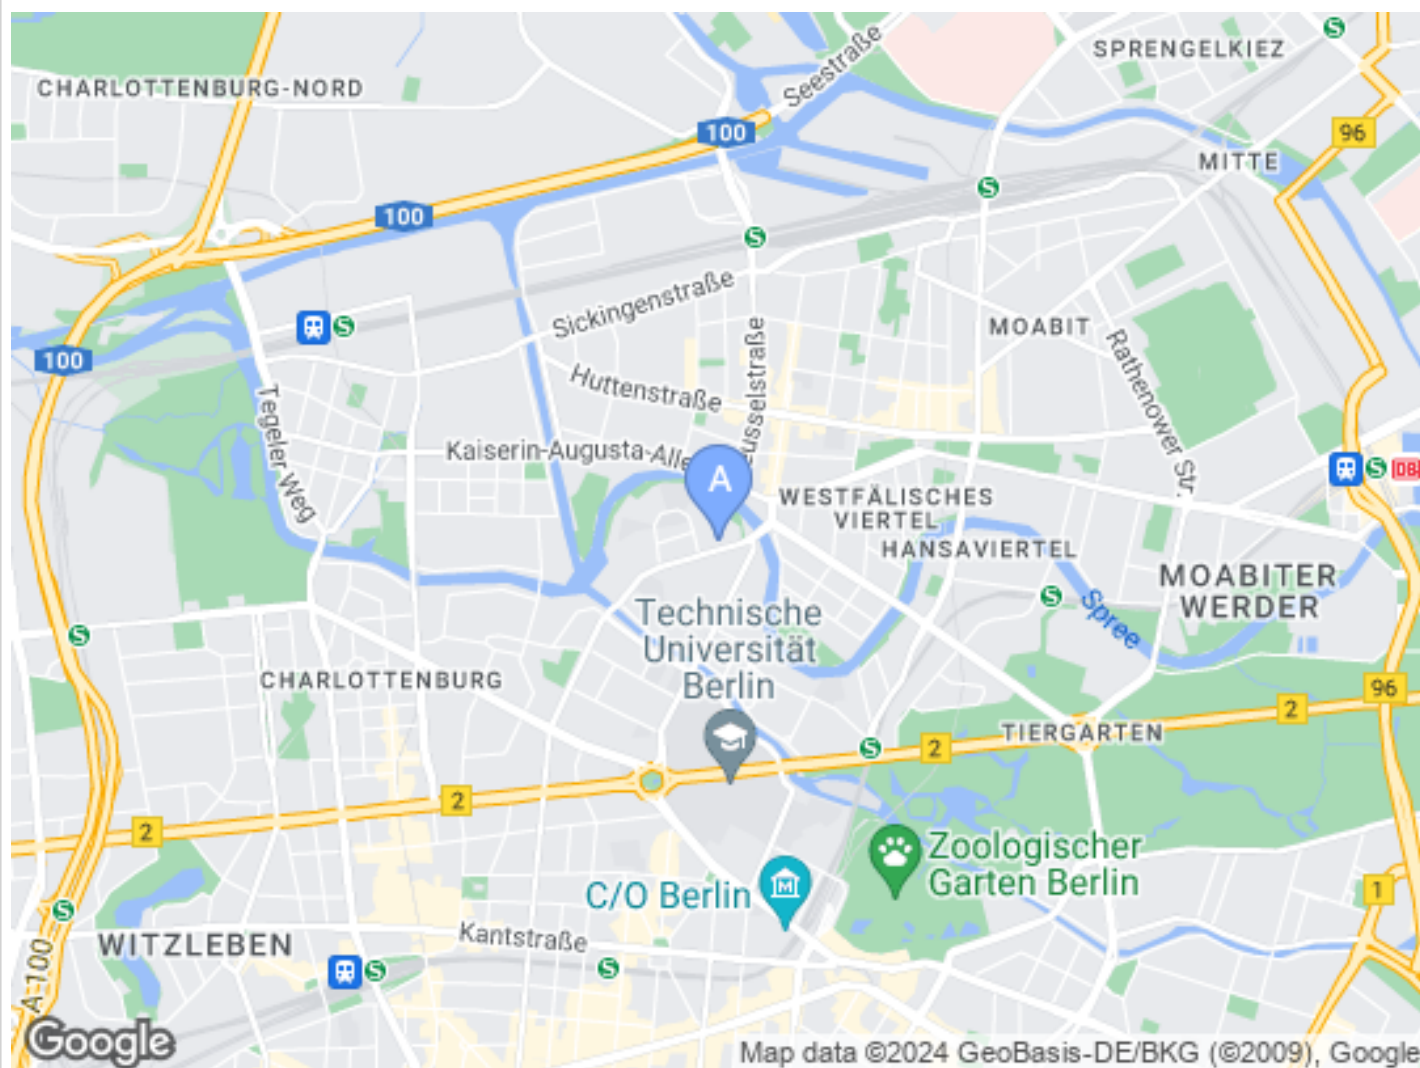 Seestraße
SPRENGELKIEZ
CHARLOTTENBURG-NORD
100
96
MITTE
100
Sickingenstraße
MOABIT
100
Rathenower Str.
Huttenstraße
Tegeler Weg
Kaiserin-Augusta-Alle
A
WESTFÄLISCHES
VIERTEL
HANSAVIERTEL
MOABITER
WERDER
Spree
Technische
Universität
Berlin
CHARLOTTENBURG
96
2
TIERGARTEN
2
2
2
Zoologischer
Garten Berlin
C/O Berlin
M
1
Kantstraße
WITZLEBEN
A 100
S
S
S
S
S
S
S
S
S
S
S
Google
Map data ©2024 GeoBasis-DE/BKG (©2009), Google